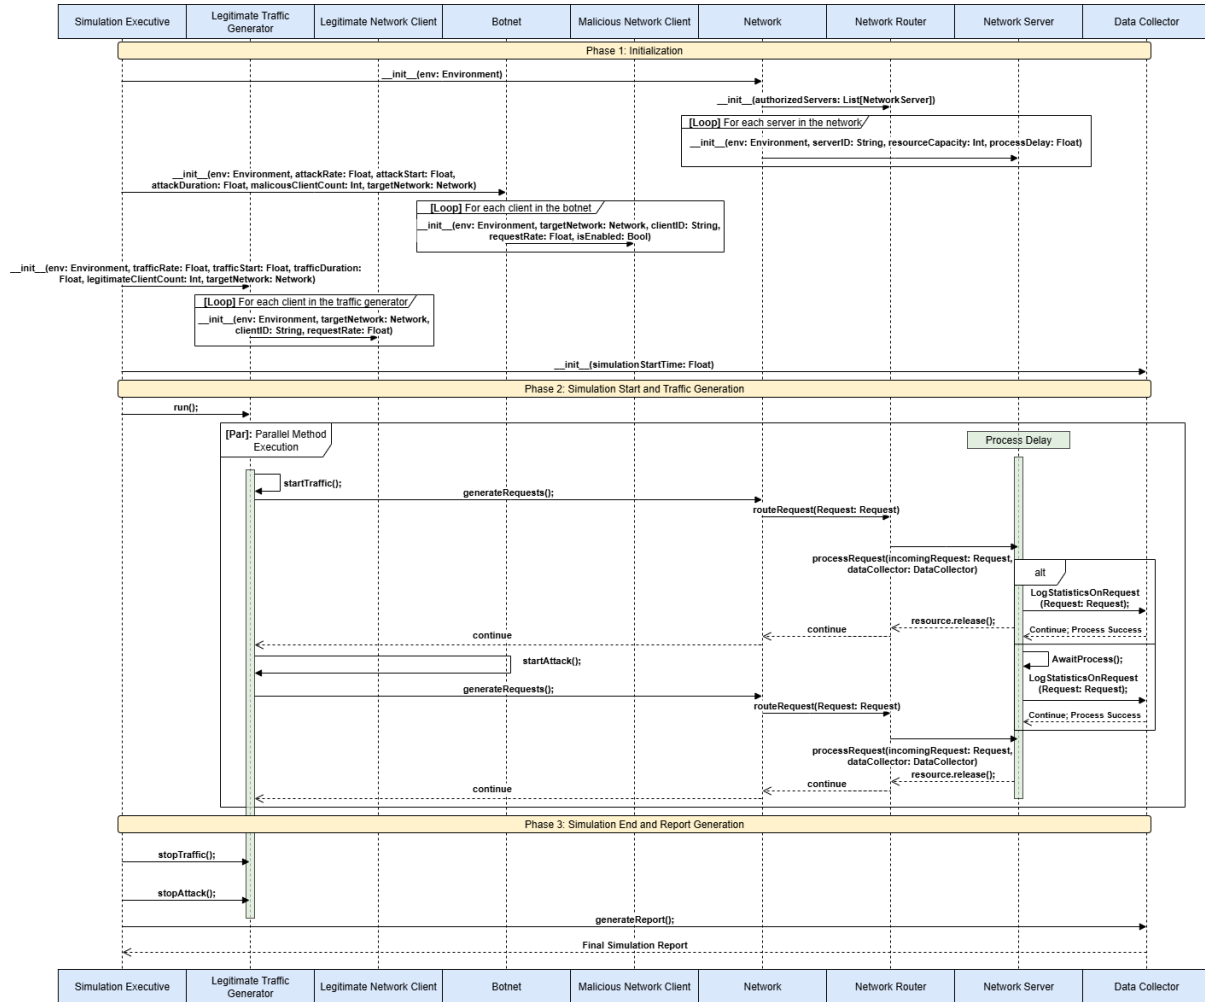 Simulation Executive
Legitimate Traffic
Generator
Legitimate Network Client
Botnet
Malicious Network Client
Network
Network Router
Network Server
Data Collector
Phase 1: Initialization
__init__(env: Environment)
__init__(authorizedServers: List[NetworkServer])
[Loop] For each server in the network
__init__(env: Environment, serverID: String, resourceCapacity: Int, processDelay: Float)
__init__(env: Environment, attackRate: Float, attackStart: Float,
attackDuration: Float, malicousClientCount: Int, targetNetwork: Network)
[Loop] For each client in the botnet
__init__(env: Environment, targetNetwork: Network, clientID: String,
requestRate: Float, isEnabled: Bool)
__init__(env: Environment, trafficRate: Float, trafficStart: Float, trafficDuration:
Float, legitimateClientCount: Int, targetNetwork: Network)
[Loop] For each client in the traffic generator
__init__(env: Environment, targetNetwork: Network,
clientID: String, requestRate: Float)
__init__(simulationStartTime: Float)
Phase 2: Simulation Start and Traffic Generation
run();
[Par]: Parallel Method
Execution
Process Delay
startTraffic();
generateRequests();
routeRequest(Request: Request)
processRequest(incomingRequest: Request,
dataCollector: DataCollector)
alt
LogStatisticsOnRequest
(Request: Request);
resource.release();
Continue; Process Success
continue
continue
startAttack();
AwaitProcess();
LogStatisticsOnRequest
(Request: Request);
generateRequests();
routeRequest(Request: Request)
Continue; Process Success
processRequest(incomingRequest: Request,
dataCollector: DataCollector)
resource.release();
continue
continue
Phase 3: Simulation End and Report Generation
stopTraffic();
stopAttack();
generateReport();
Final Simulation Report
Simulation Executive
Legitimate Traffic
Generator
Legitimate Network Client
Botnet
Malicious Network Client
Network
Network Router
Network Server
Data Collector